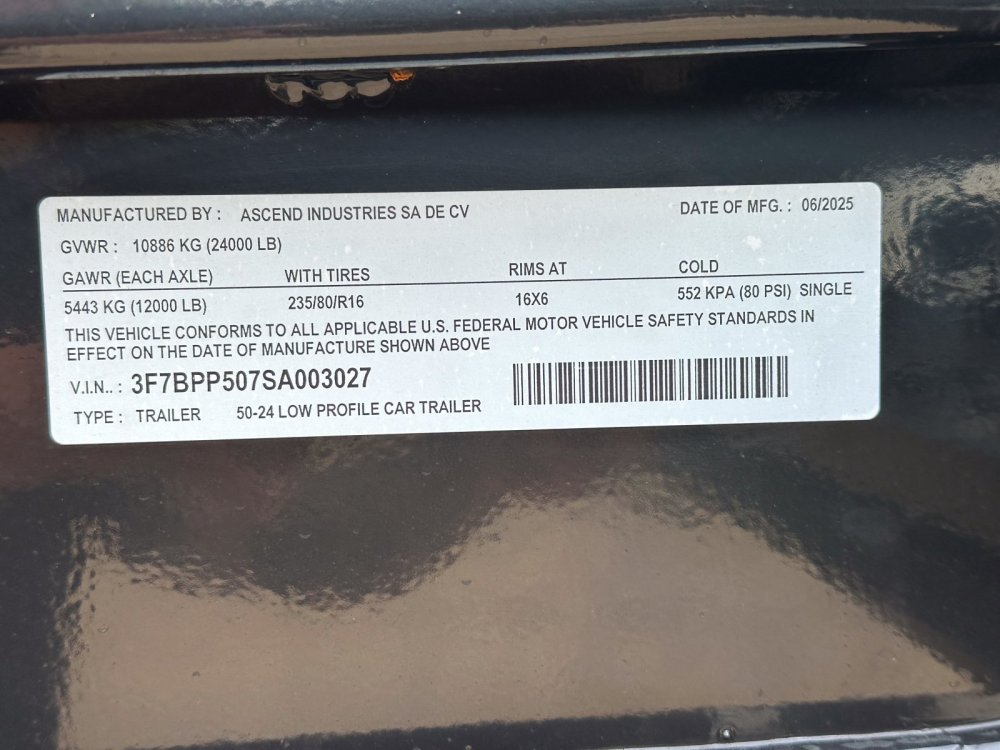 MANUFACTURED BY : ASCEND INDUSTRIES SA DE CV DATE OF MFG. : 06/2025
GVWR : 10886 KG (24000 LB)
GAWR (EACH AXLE) WITH TIRES RIMS AT COLD
5443 KG (12000 LB) 235/80/R16 16X6 552 KPA (80 PSI) SINGLE
THIS VEHICLE CONFORMS TO ALL APPLICABLE U.S. FEDERAL MOTOR VEHICLE SAFETY STANDARDS IN
EFFECT ON THE DATE OF MANUFACTURE SHOWN ABOVE
V.I.N.. : 3F7BPP507SA003027
TYPE : TRAILER 50-24 LOW PROFILE CAR TRAILER